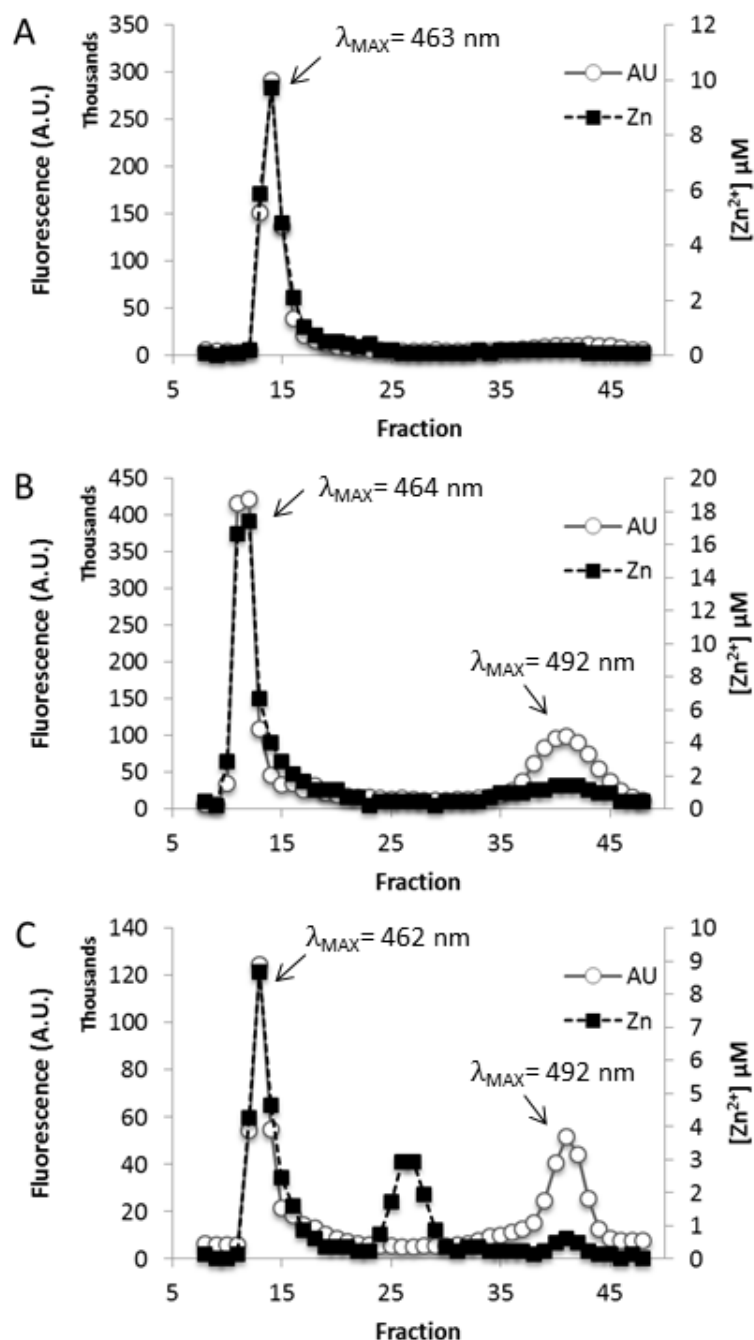 A
λMAX= 463 nm
Fluorescence (A.U.)
Thousands
350
300
250
200
150
100
50
0
AU
Zn
12
10
8
6
4
2
0
[Zn²⁺] µM
5 15 25 35 45
Fraction
B
λMAX= 464 nm
λMAX= 492 nm
Fluorescence (A.U.)
Thousands
450
400
350
300
250
200
150
100
50
0
AU
Zn
20
18
16
14
12
10
8
6
4
2
0
[Zn²⁺] µM
5 15 25 35 45
Fraction
C
λMAX= 462 nm
λMAX= 492 nm
Fluorescence (A.U.)
Thousands
140
120
100
80
60
40
20
0
AU
Zn
10
9
8
7
6
5
4
3
2
1
0
[Zn²⁺] µM
5 15 25 35 45
Fraction